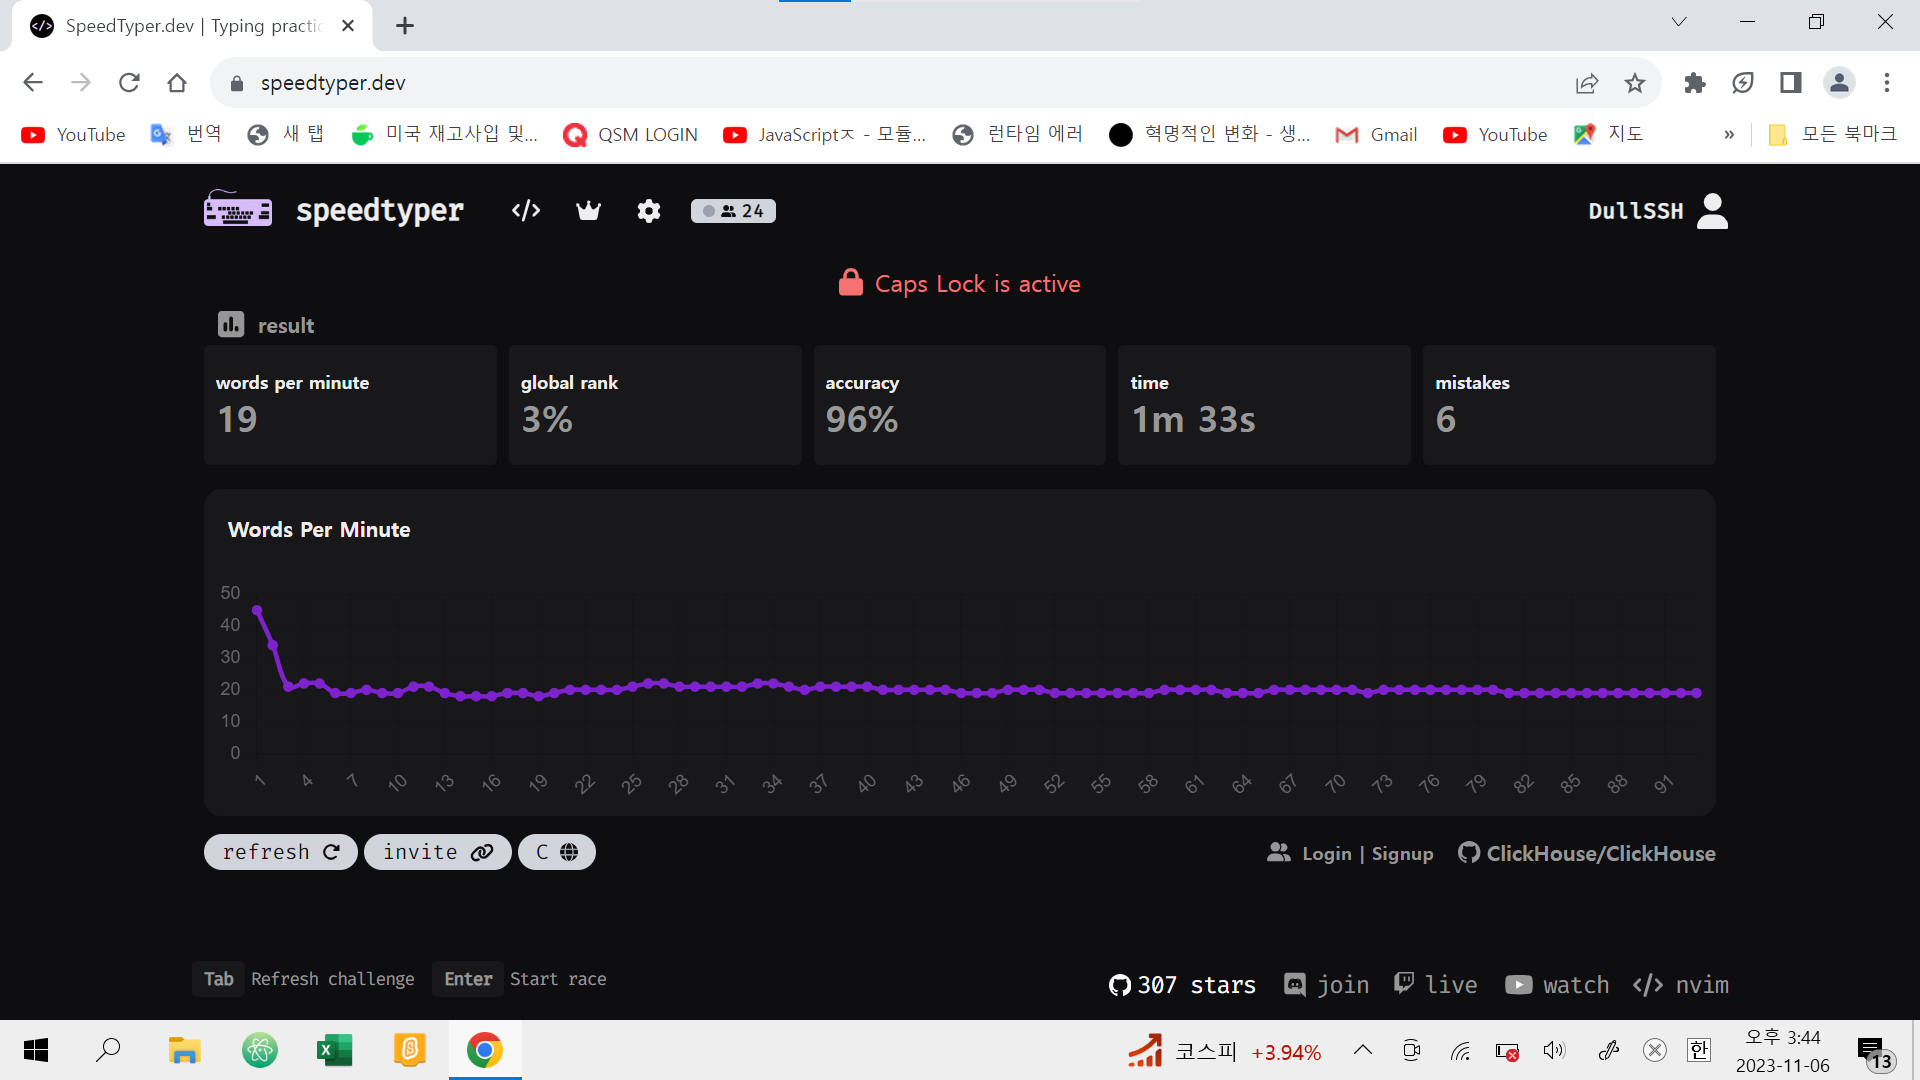 SpeedTyper.dev | Typing practic
speedtyper.dev
YouTube 번역 새 탭 미국 재고사입 및... QSM LOGIN JavaScriptㅈ - 모듈... 런타임 에러 혁명적인 변화 - 생... Gmail YouTube 지도 » 모든 북마크
speedtyper </> 24 DullSSH
Caps Lock is active
result
words per minute global rank accuracy time mistakes
19 3% 96% 1m 33s 6
Words Per Minute
50
40
30
20
10
0
1 4 7 10 13 16 19 22 25 28 31 34 37 40 43 46 49 52 55 58 61 64 67 70 73 76 79 82 85 88 91
refresh invite C Login | Signup ClickHouse/ClickHouse
Tab Refresh challenge Enter Start race
307 stars join live watch </> nvim
코스피 +3.94% 한 오후 3:44
2023-11-06 13